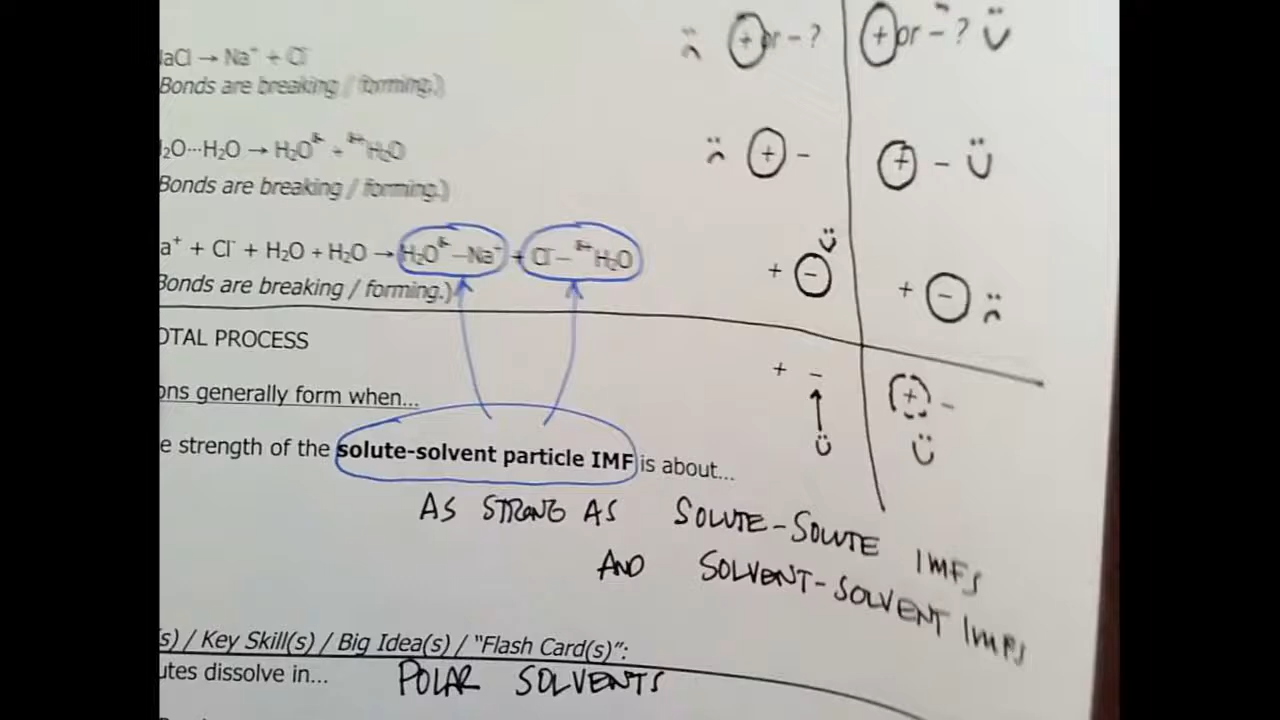 + or - ? + or - ?
NaCl → Na⁺ + Cl⁻
Bonds are breaking / forming.)
+ - + -
H₂O···H₂O → H₂Oᵟ⁻ + ᵟ⁺H₂O
Bonds are breaking / forming.)
a⁺ + Cl⁻ + H₂O + H₂O → H₂Oᵟ⁻–Na⁺ + Cl⁻–ᵟ⁺H₂O
+ - + -
Bonds are breaking / forming.)
OTAL PROCESS
+ - + -
ons generally form when...
e strength of the solute-solvent particle IMF is about...
AS STRONG AS SOLUTE-SOLUTE IMFS
AND SOLVENT-SOLVENT IMFS
(s) / Key Skill(s) / Big Idea(s) / "Flash Card(s)":
utes dissolve in... POLAR SOLVENTS